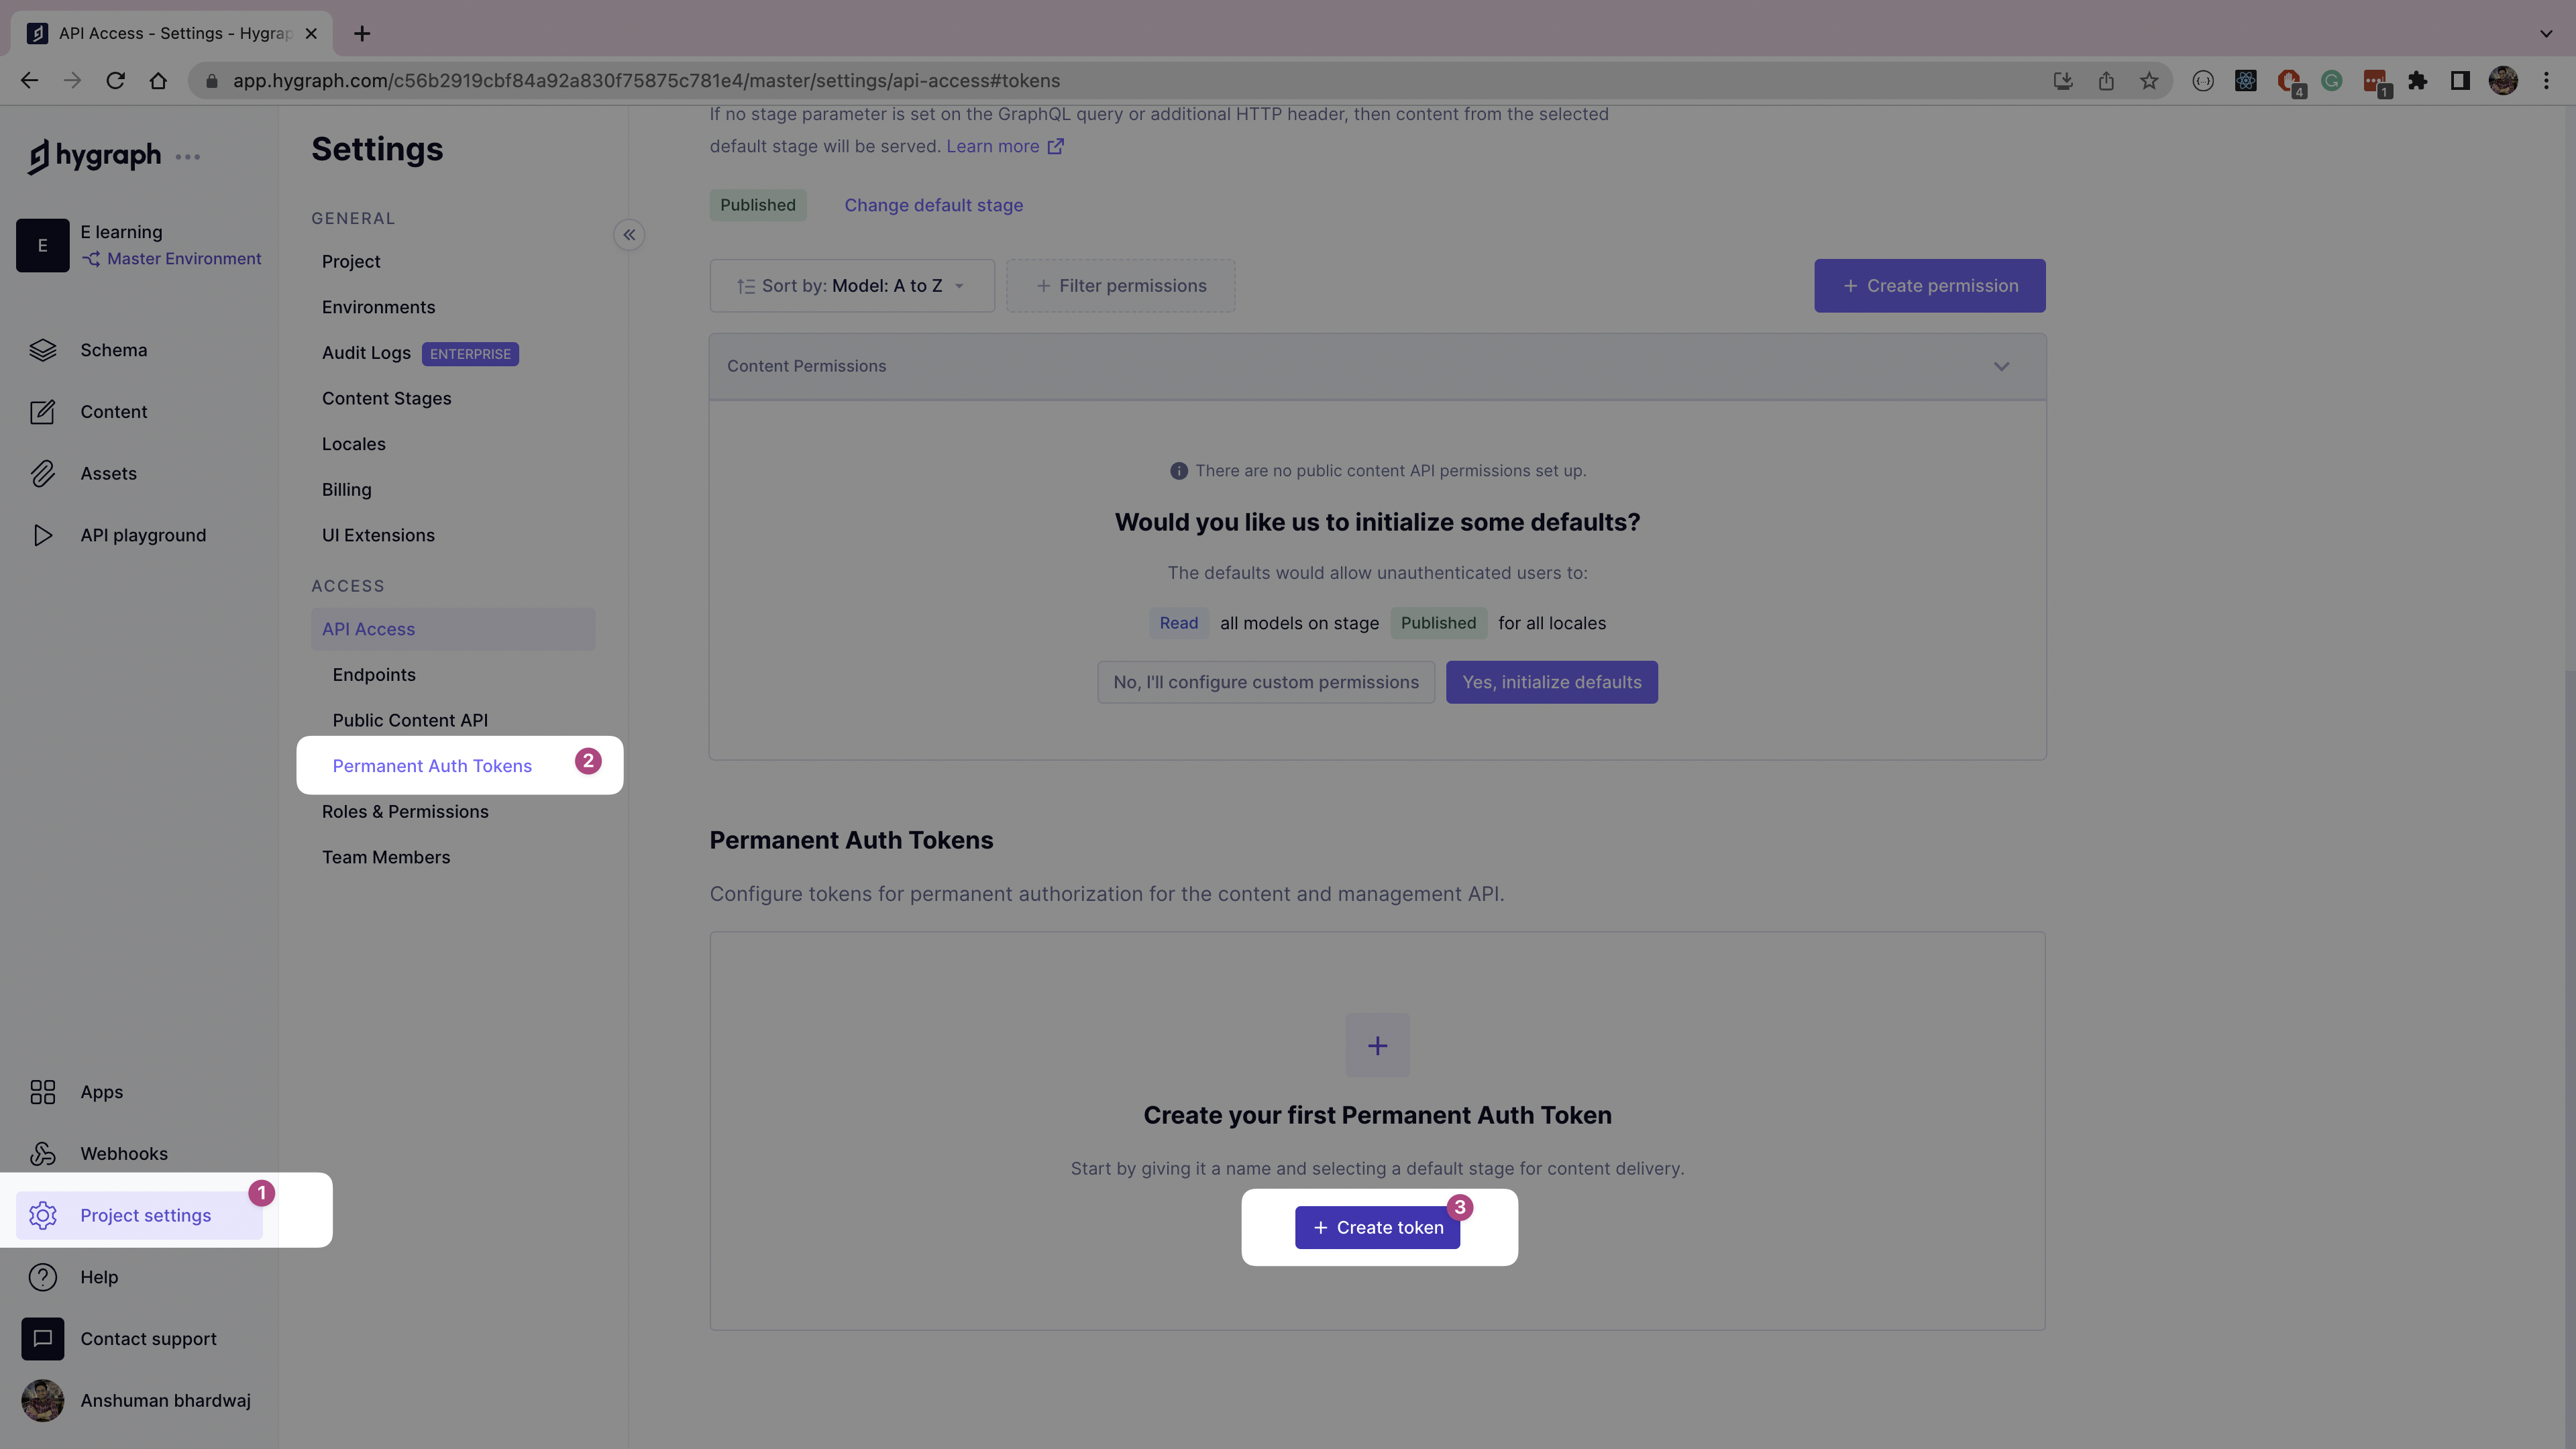 API Access - Settings - Hygrap
app.hygraph.com/c56b2919cbf84a92a830f75875c781e4/master/settings/api-access#tokens
4
1
hygraph
E
E learning
Master Environment
Schema
Content
Assets
API playground
Apps
Webhooks
1
Project settings
Help
Contact support
Anshuman bhardwaj
Settings
GENERAL
Project
Environments
Audit Logs ENTERPRISE
Content Stages
Locales
Billing
UI Extensions
ACCESS
API Access
Endpoints
Public Content API
Permanent Auth Tokens 2
Roles & Permissions
Team Members
If no stage parameter is set on the GraphQL query or additional HTTP header, then content from the selected
default stage will be served. Learn more
Published Change default stage
Sort by: Model: A to Z + Filter permissions + Create permission
Content Permissions
There are no public content API permissions set up.
Would you like us to initialize some defaults?
The defaults would allow unauthenticated users to:
Read all models on stage Published for all locales
No, I'll configure custom permissions Yes, initialize defaults
Permanent Auth Tokens
Configure tokens for permanent authorization for the content and management API.
+
Create your first Permanent Auth Token
Start by giving it a name and selecting a default stage for content delivery.
3
+ Create token